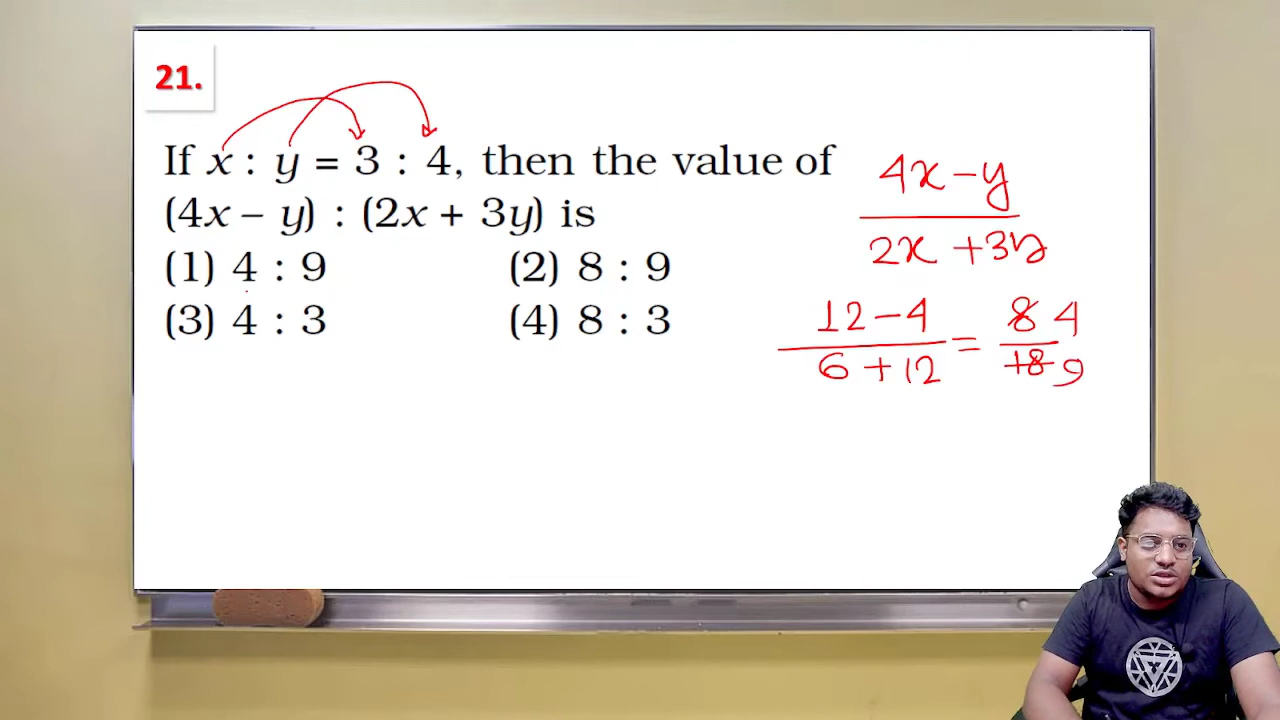 21.
If x : y = 3 : 4, then the value of
(4x – y) : (2x + 3y) is
(1) 4 : 9 (2) 8 : 9
(3) 4 : 3 (4) 8 : 3
4x – y
2x + 3y
12 – 4 = 8 4
6 + 12 18 9